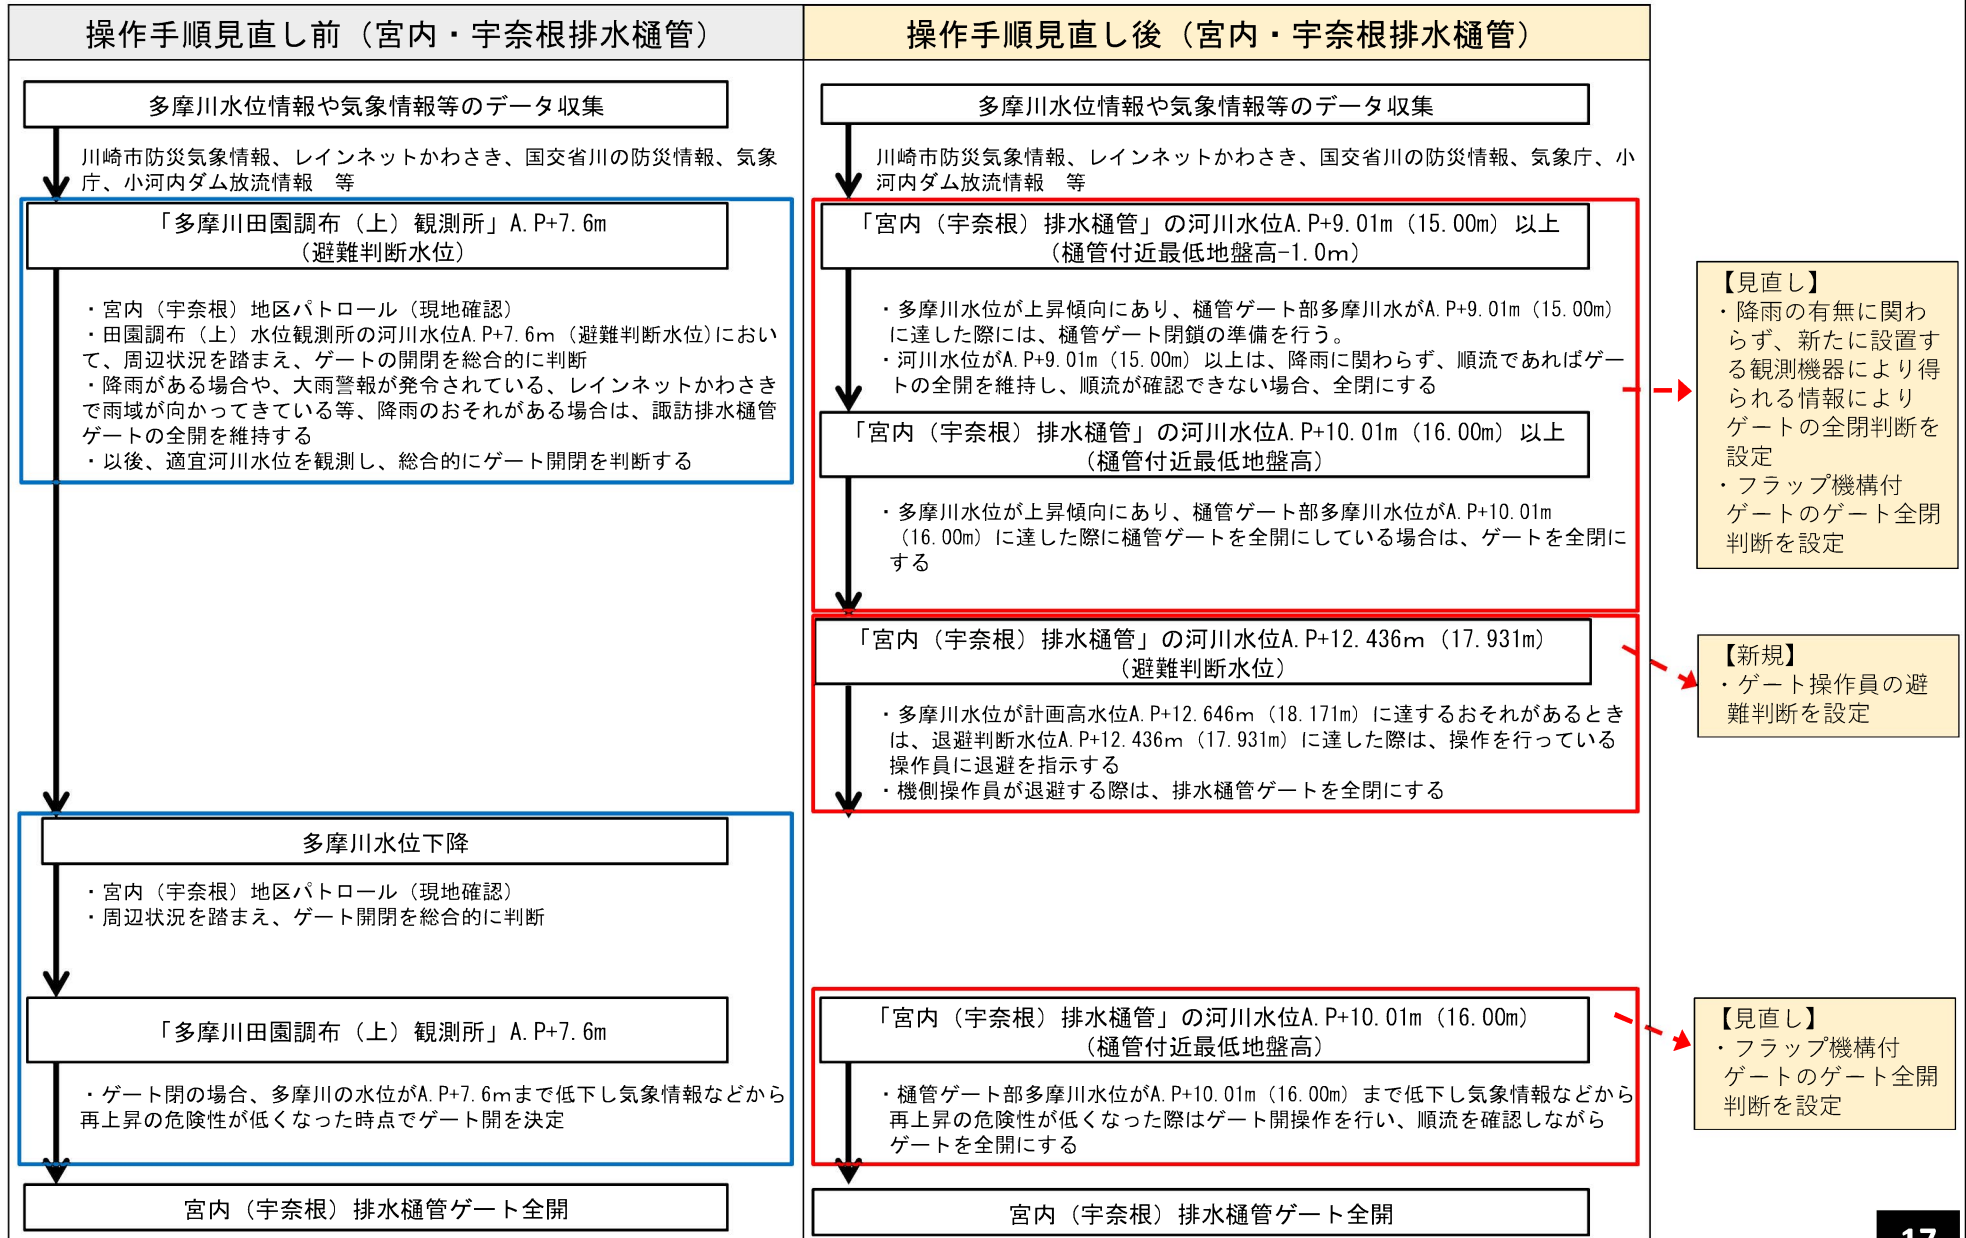 操作手順見直し前（宮内・宇奈根排水樋管）
多摩川水位情報や気象情報等のデータ収集
川崎市防災気象情報、レインネットかわさき、国交省川の防災情報、気象
庁、小河内ダム放流情報　等
「多摩川田園調布（上）観測所」A.P+7.6m
（避難判断水位）
・宮内（宇奈根）地区パトロール（現地確認）
・田園調布（上）水位観測所の河川水位A.P+7.6m（避難判断水位）におい
て、周辺状況を踏まえ、ゲートの開閉を総合的に判断
・降雨がある場合や、大雨警報が発令されている、レインネットかわさき
で雨域が向かってきている等、降雨のおそれがある場合は、諏訪排水樋管
ゲートの全開を維持する
・以後、適宜河川水位を観測し、総合的にゲート開閉を判断する
多摩川水位下降
・宮内（宇奈根）地区パトロール（現地確認）
・周辺状況を踏まえ、ゲート開閉を総合的に判断
「多摩川田園調布（上）観測所」A.P+7.6m
・ゲート閉の場合、多摩川の水位がA.P+7.6mまで低下し気象情報などから
再上昇の危険性が低くなった時点でゲート開を決定
宮内（宇奈根）排水樋管ゲート全開
操作手順見直し後（宮内・宇奈根排水樋管）
多摩川水位情報や気象情報等のデータ収集
川崎市防災気象情報、レインネットかわさき、国交省川の防災情報、気象庁、小
河内ダム放流情報　等
「宮内（宇奈根）排水樋管」の河川水位A.P+9.01m（15.00m）以上
（樋管付近最低地盤高-1.0m）
・多摩川水位が上昇傾向にあり、樋管ゲート部多摩川水がA.P+9.01m（15.00m）
に達した際には、樋管ゲート閉鎖の準備を行う。
・河川水位がA.P+9.01m（15.00m）以上は、降雨に関わらず、順流であればゲー
トの全開を維持し、順流が確認できない場合、全閉にする
「宮内（宇奈根）排水樋管」の河川水位A.P+10.01m（16.00m）以上
（樋管付近最低地盤高）
・多摩川水位が上昇傾向にあり、樋管ゲート部多摩川水位がA.P+10.01m
（16.00m）に達した際に樋管ゲートを全開にしている場合は、ゲートを全閉に
する
「宮内（宇奈根）排水樋管」の河川水位A.P+12.436m（17.931m）
（避難判断水位）
・多摩川水位が計画高水位A.P+12.646m（18.171m）に達するおそれがあるとき
は、退避判断水位A.P+12.436m（17.931m）に達した際は、操作を行っている
操作員に退避を指示する
・機側操作員が退避する際は、排水樋管ゲートを全閉にする
「宮内（宇奈根）排水樋管」の河川水位A.P+10.01m（16.00m）
（樋管付近最低地盤高）
・樋管ゲート部多摩川水位がA.P+10.01m（16.00m）まで低下し気象情報などから
再上昇の危険性が低くなった際はゲート開操作を行い、順流を確認しながら
ゲートを全開にする
宮内（宇奈根）排水樋管ゲート全開
【見直し】
・降雨の有無に関わ
らず、新たに設置す
る観測機器により得
られる情報により
ゲートの全閉判断を
設定
・フラップ機構付
ゲートのゲート全閉
判断を設定
【新規】
・ゲート操作員の避
難判断を設定
【見直し】
・フラップ機構付
ゲートのゲート全開
判断を設定
17